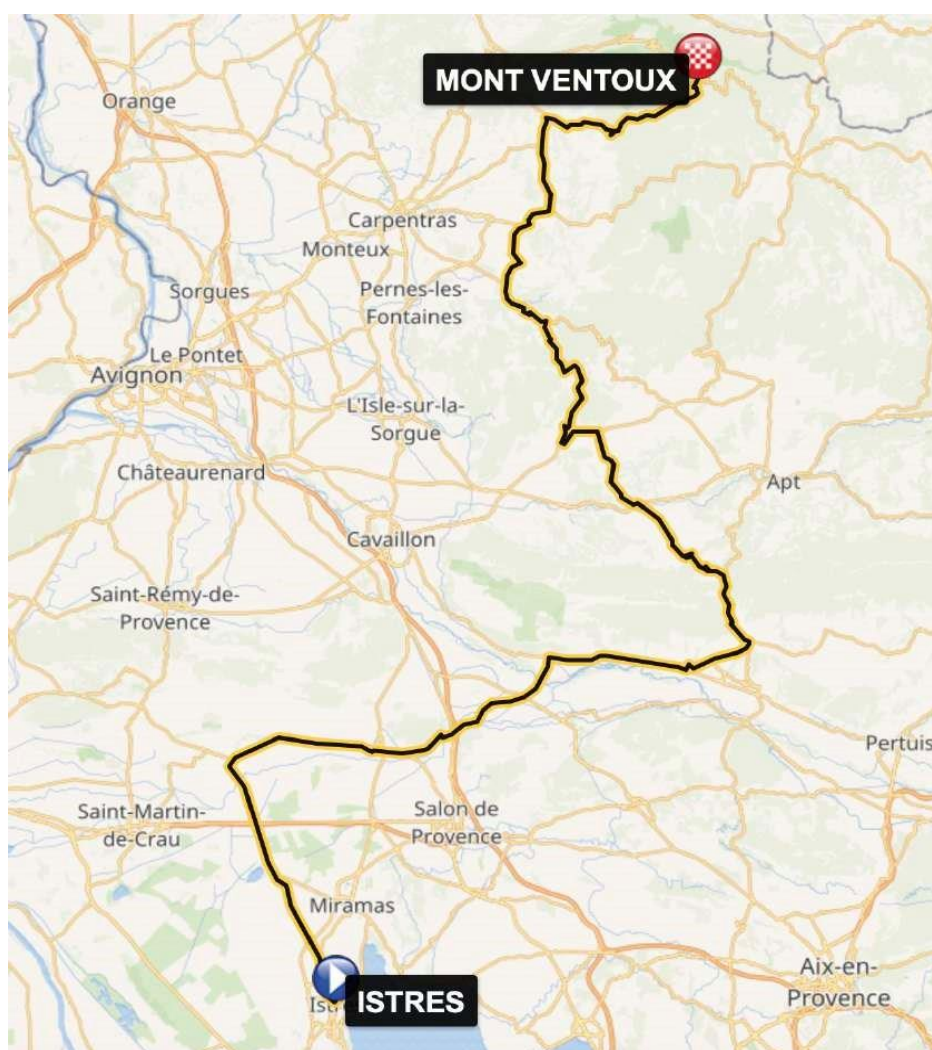 MONT VENTOUX
Orange
Carpentras
Monteux
Sorgues
Pernes-les-
Fontaines
Le Pontet
Avignon
L'Isle-sur-la-
Sorgue
Châteaurenard
Apt
Cavaillon
Saint-Rémy-de-
Provence
Pertuis
Saint-Martin-
de-Crau
Salon de
Provence
Miramas
Aix-en-
Provence
ISTRES